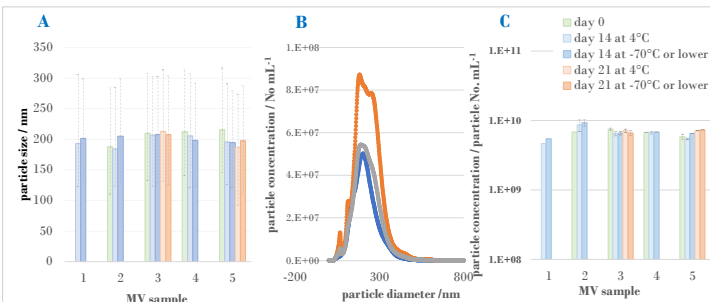 A
particle size / nm
350
300
250
200
150
100
50
0
1 2 3 4 5
MV sample
B
particle concentration / No mL⁻¹
1.E+08
8.E+07
6.E+07
4.E+07
2.E+07
0.E+00
-200 300 800
particle diameter /nm
C
day 0
day 14 at 4°C
day 14 at -70°C or lower
day 21 at 4°C
day 21 at -70°C or lower
particle concentration / particle No. mL⁻¹
1.E+11
1.E+10
1.E+09
1.E+08
1 2 3 4 5
MV sample